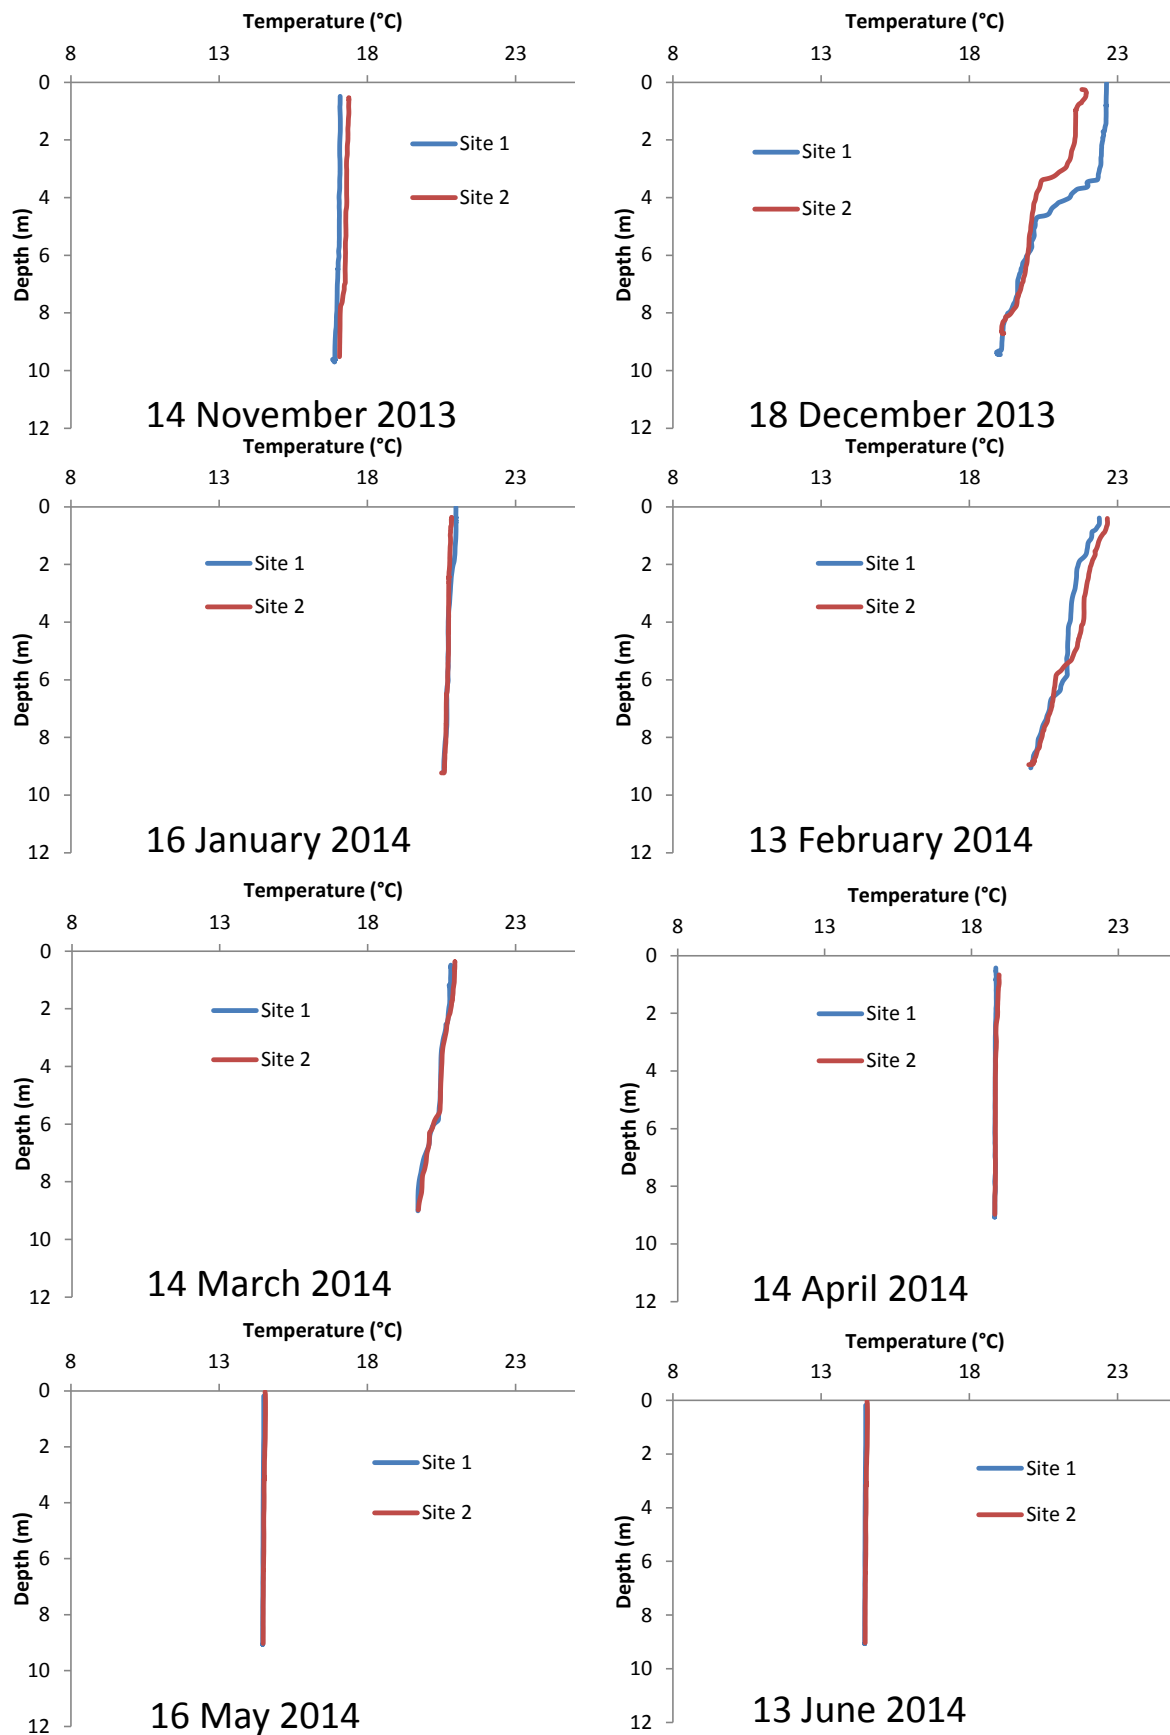 Temperature (°C)
8 13 18 23
0
2
4
6
8
10
12
Depth (m)
Site 1
Site 2
14 November 2013
Temperature (°C)
8 13 18 23
0
2
4
6
8
10
12
Depth (m)
Site 1
Site 2
18 December 2013
Temperature (°C)
8 13 18 23
0
2
4
6
8
10
12
Depth (m)
Site 1
Site 2
16 January 2014
Temperature (°C)
8 13 18 23
0
2
4
6
8
10
12
Depth (m)
Site 1
Site 2
13 February 2014
Temperature (°C)
8 13 18 23
0
2
4
6
8
10
12
Depth (m)
Site 1
Site 2
14 March 2014
Temperature (°C)
8 13 18 23
0
2
4
6
8
10
12
Depth (m)
Site 1
Site 2
14 April 2014
Temperature (°C)
8 13 18 23
0
2
4
6
8
10
12
Depth (m)
Site 1
Site 2
16 May 2014
Temperature (°C)
8 13 18 23
0
2
4
6
8
10
12
Depth (m)
Site 1
Site 2
13 June 2014